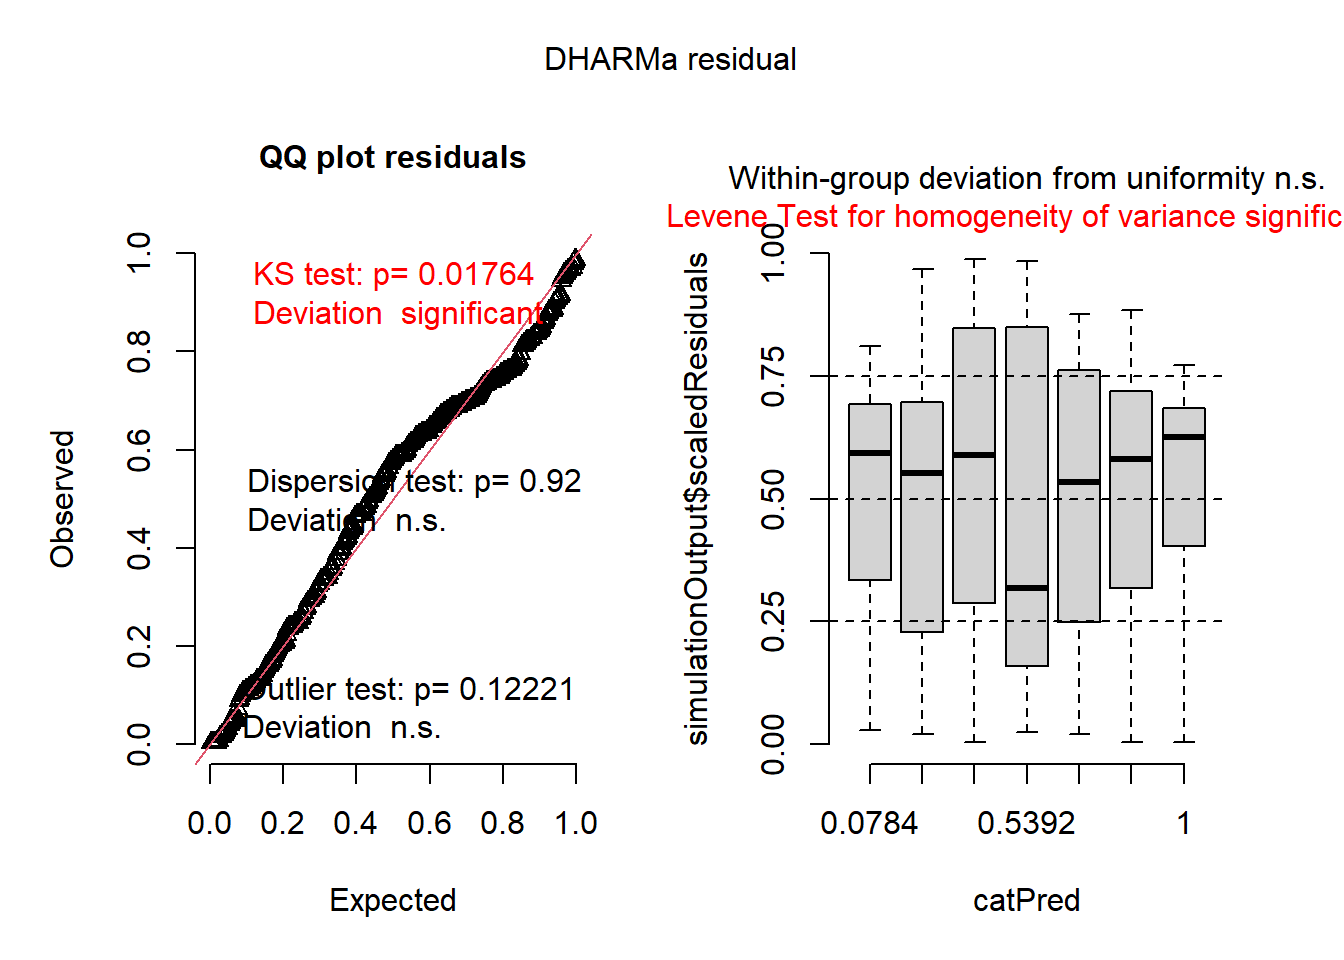 DHARMa residual
QQ plot residuals
KS test: p= 0.01764
Deviation  significant
Dispersion test: p= 0.92
Deviation  n.s.
Outlier test: p= 0.12221
Deviation  n.s.
Observed
1.0
0.8
0.6
0.4
0.2
0.0
0.0 0.2 0.4 0.6 0.8 1.0
Expected
Within-group deviation from uniformity n.s.
Levene Test for homogeneity of variance signific
simulationOutput$scaledResiduals
1.00
0.75
0.50
0.25
0.00
0.0784 0.5392 1
catPred